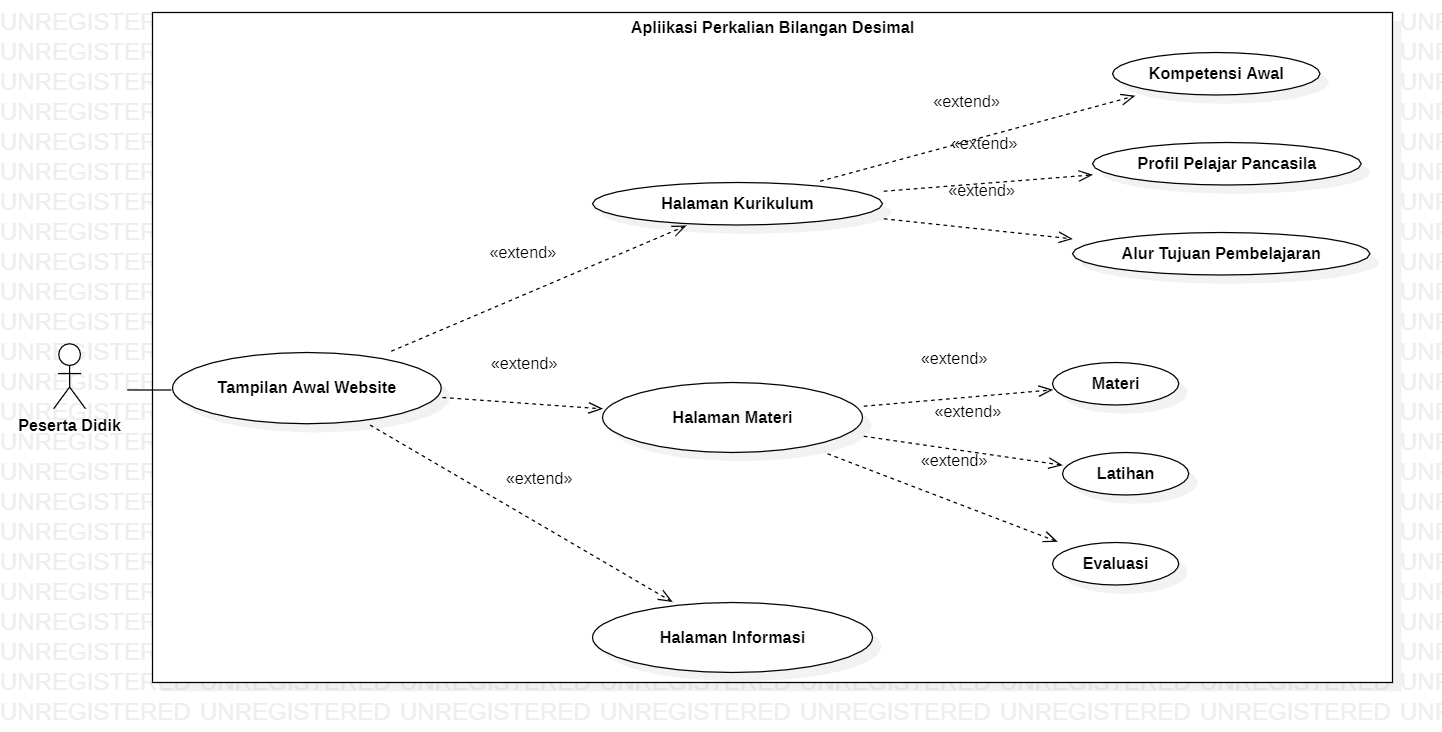 Apliikasi Perkalian Bilangan Desimal
Kompetensi Awal
«extend»
«extend»
Profil Pelajar Pancasila
«extend»
Halaman Kurikulum
«extend»
Alur Tujuan Pembelajaran
«extend»
«extend»
Tampilan Awal Website
Materi
Halaman Materi
«extend»
Peserta Didik
«extend»
Latihan
«extend»
Evaluasi
Halaman Informasi
UNREGISTERED UNREGISTERED UNREGISTERED UNREGISTERED UNREGISTERED UNREGISTERED UNREGISTERED